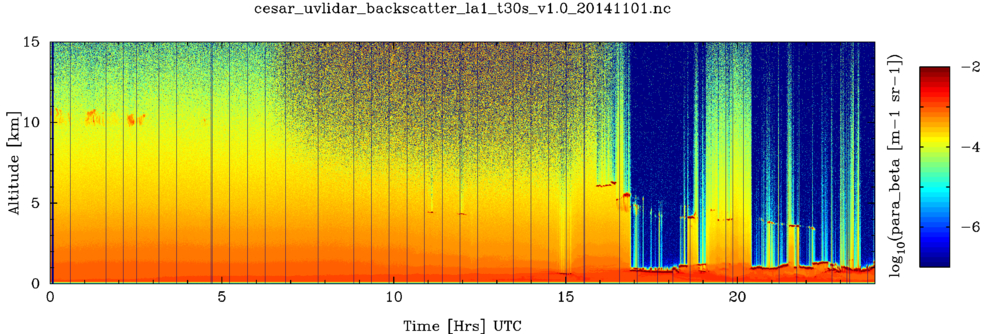 cesar_uvlidar_backscatter_la1_t30s_v1.0_20141101.nc
15
10
5
0
Altitude [km]
0 5 10 15 20
Time [Hrs] UTC
-2
-4
-6
log10(para_beta [m-1 sr-1])